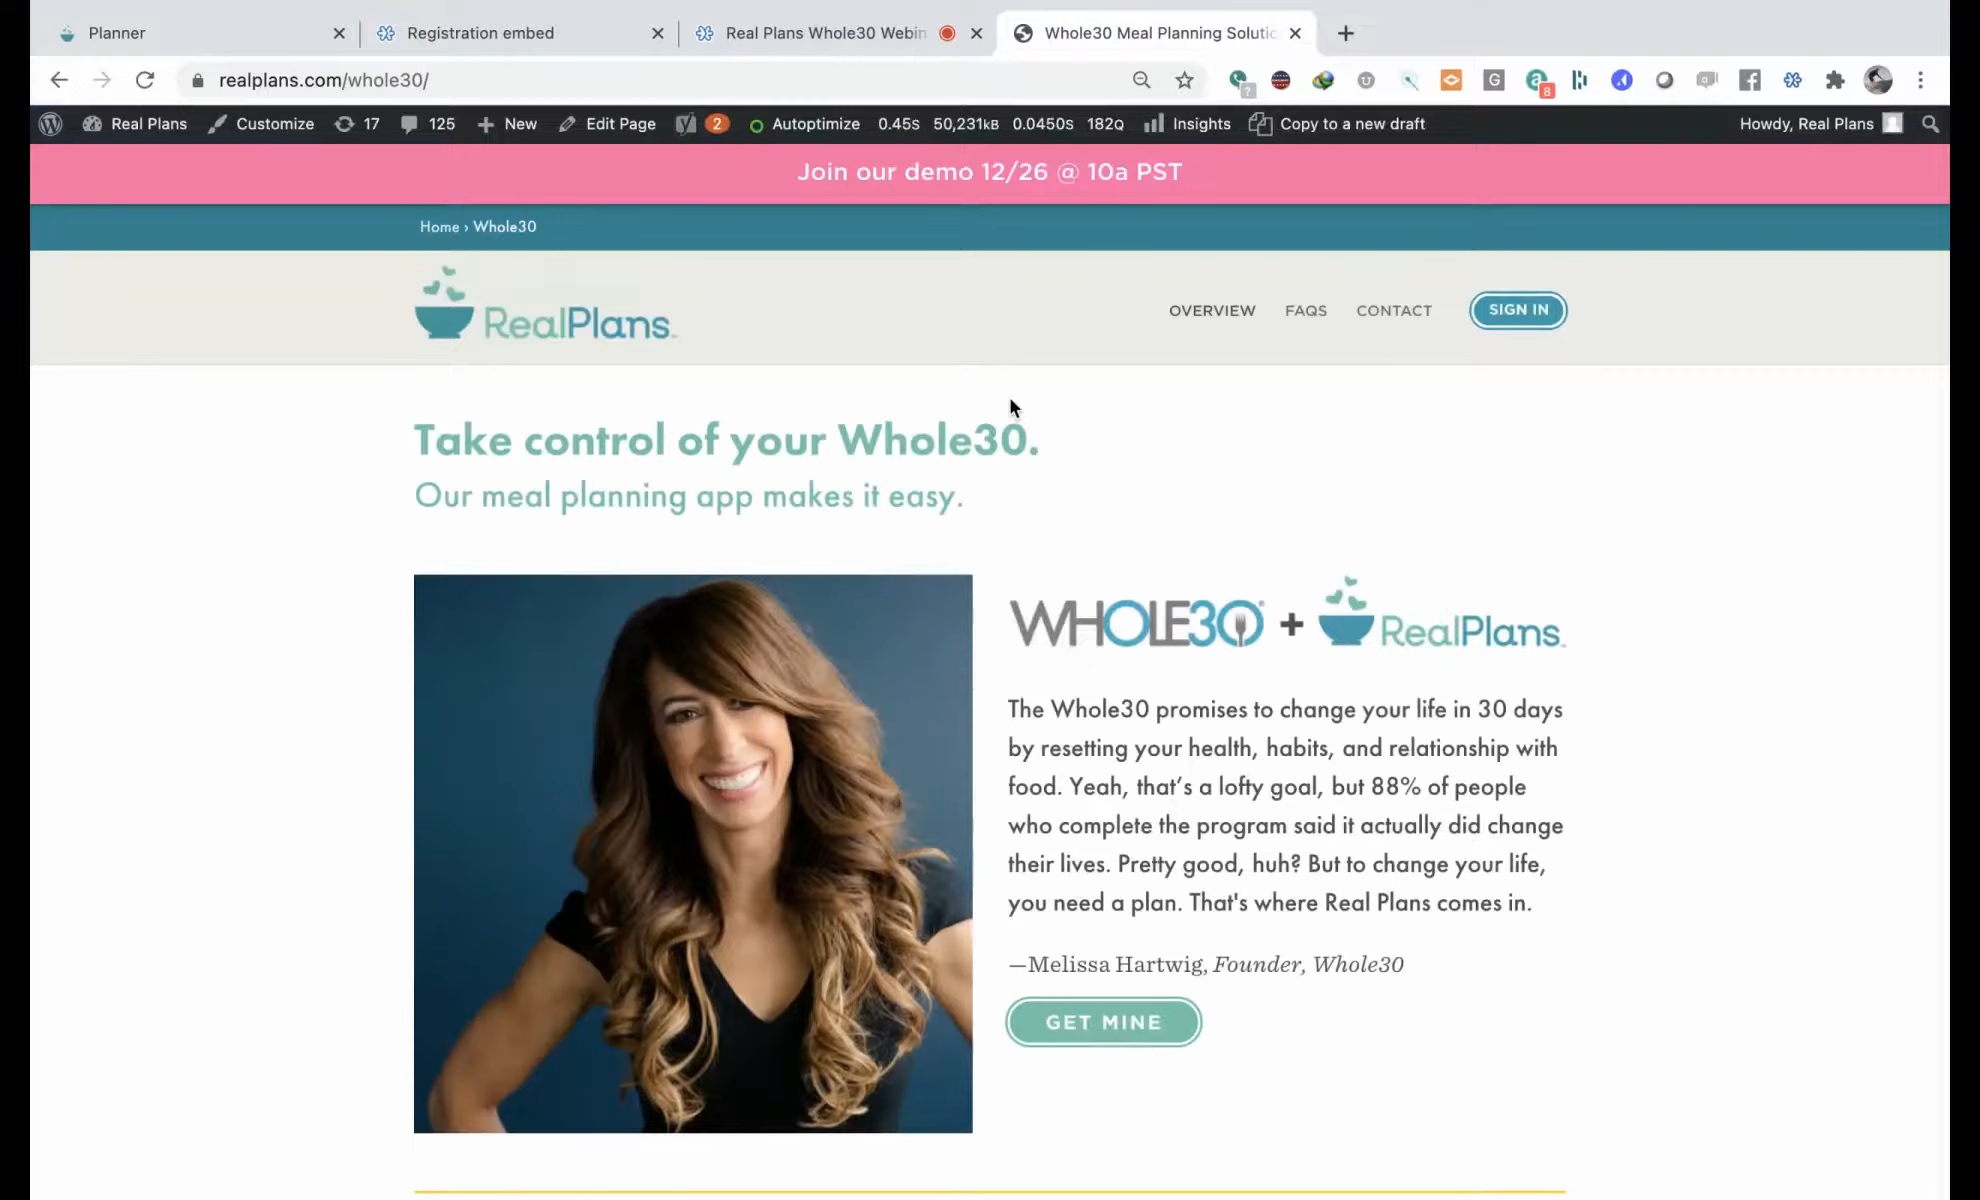 Planner
Registration embed
Real Plans Whole30 Webin
Whole30 Meal Planning Solutic
realplans.com/whole30/
?
G
8
Real Plans
Customize
17
125
New
Edit Page
2
Autoptimize
0.45s 50,231kB 0.0450s 182Q
Insights
Copy to a new draft
Howdy, Real Plans
Join our demo 12/26 @ 10a PST
Home › Whole30
RealPlans
OVERVIEW
FAQS
CONTACT
SIGN IN
Take control of your Whole30.
Our meal planning app makes it easy.
WHOLE30® + RealPlans
The Whole30 promises to change your life in 30 days
by resetting your health, habits, and relationship with
food. Yeah, that’s a lofty goal, but 88% of people
who complete the program said it actually did change
their lives. Pretty good, huh? But to change your life,
you need a plan. That's where Real Plans comes in.
—Melissa Hartwig, Founder, Whole30
GET MINE